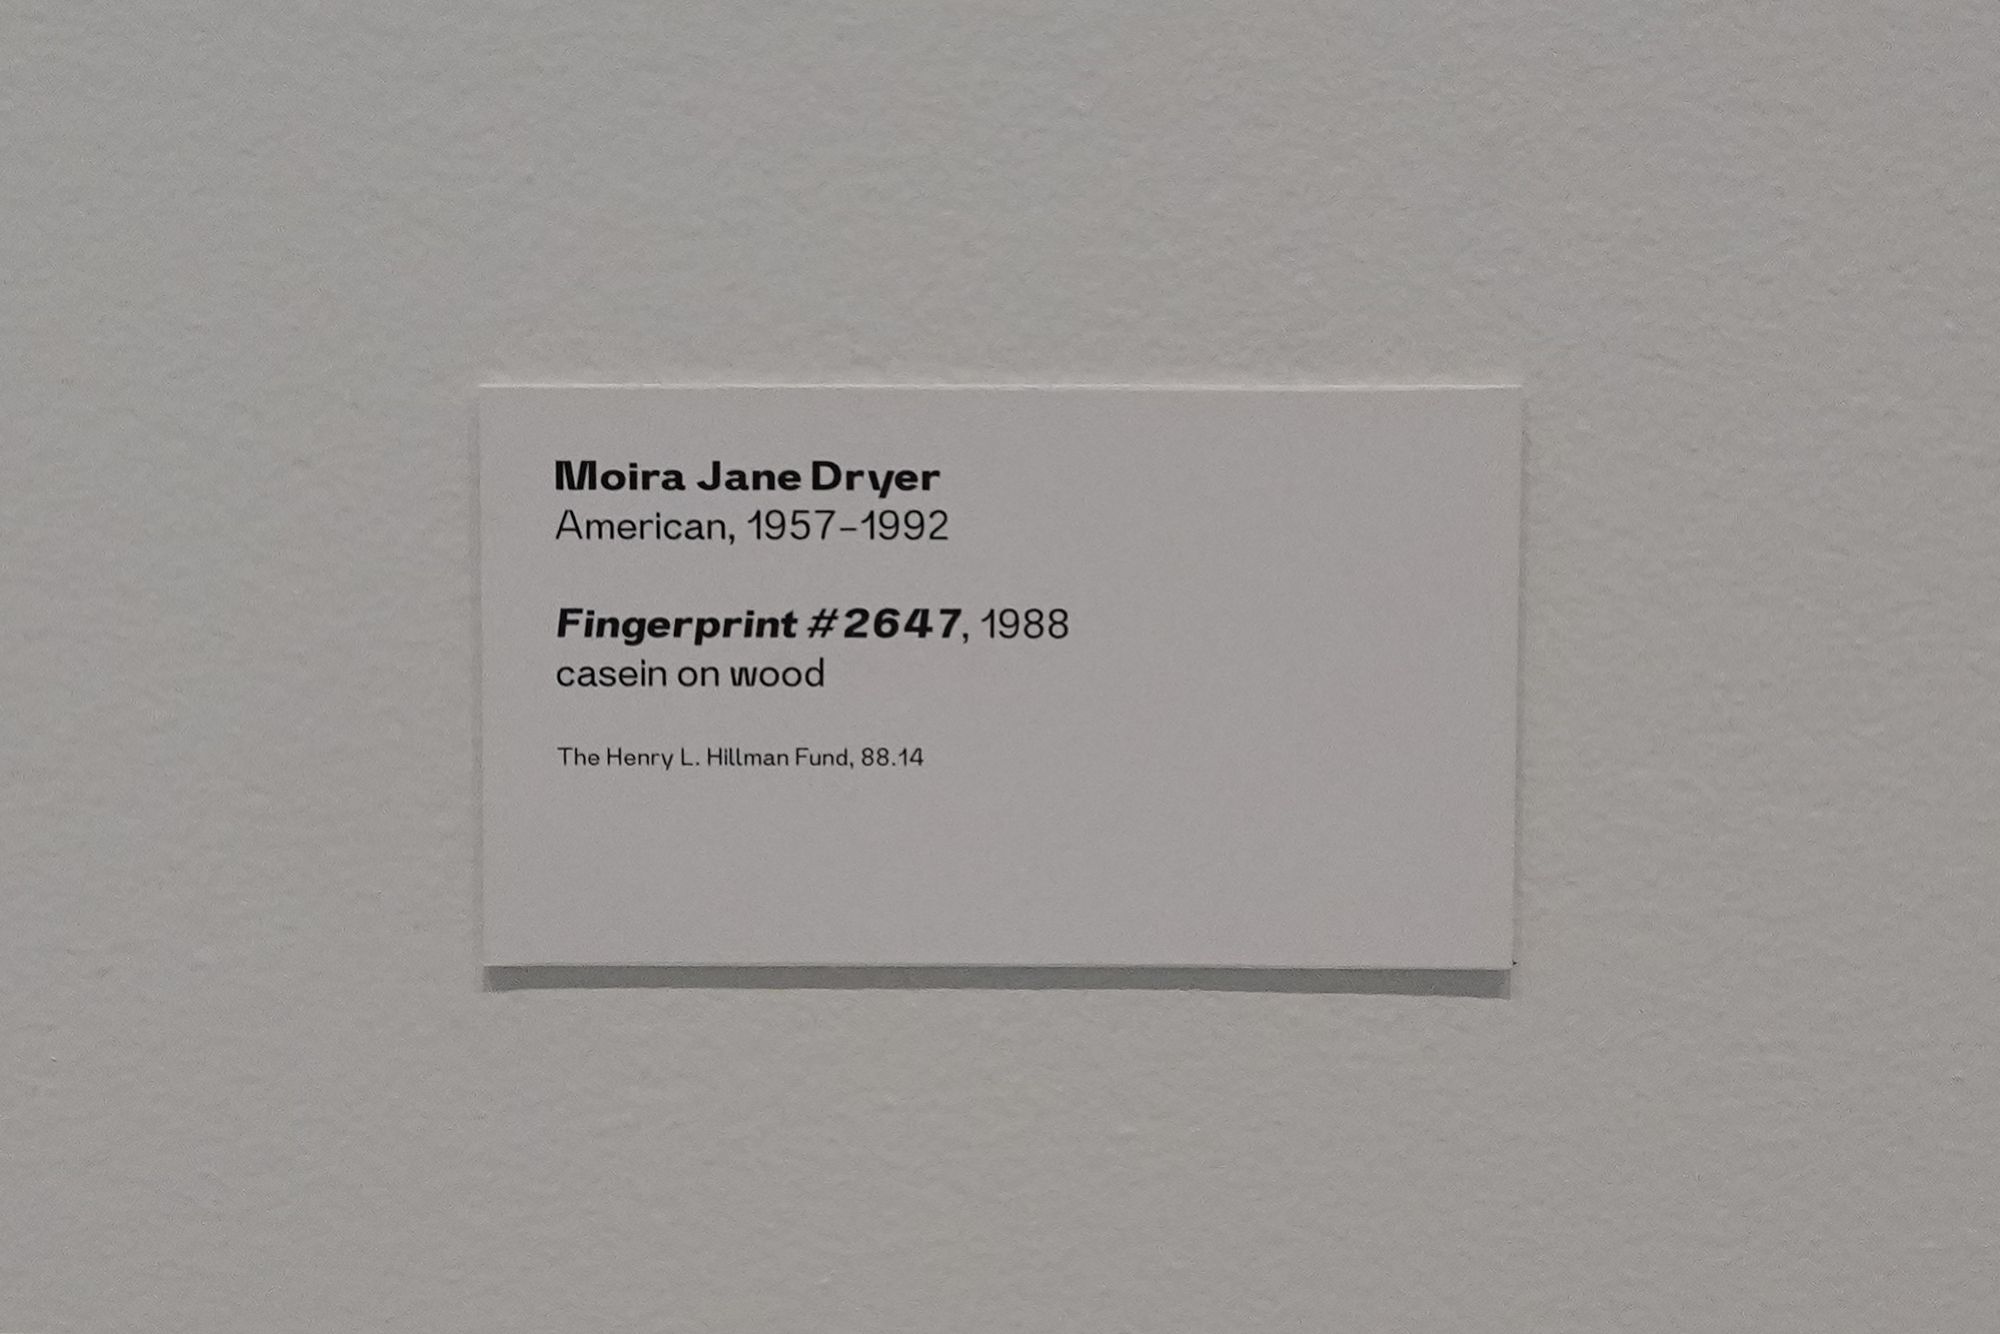 Moira Jane Dryer
American, 1957–1992
Fingerprint #2647, 1988
casein on wood
The Henry L. Hillman Fund, 88.14